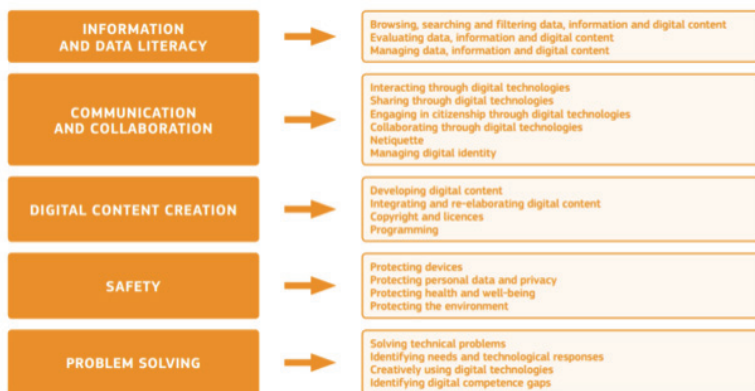 INFORMATION
AND DATA LITERACY
Browsing, searching and filtering data, information and digital content
Evaluating data, information and digital content
Managing data, information and digital content
COMMUNICATION
AND COLLABORATION
Interacting through digital technologies
Sharing through digital technologies
Engaging in citizenship through digital technologies
Collaborating through digital technologies
Netiquette
Managing digital identity
DIGITAL CONTENT CREATION
Developing digital content
Integrating and re-elaborating digital content
Copyright and licences
Programming
SAFETY
Protecting devices
Protecting personal data and privacy
Protecting health and well-being
Protecting the environment
PROBLEM SOLVING
Solving technical problems
Identifying needs and technological responses
Creatively using digital technologies
Identifying digital competence gaps